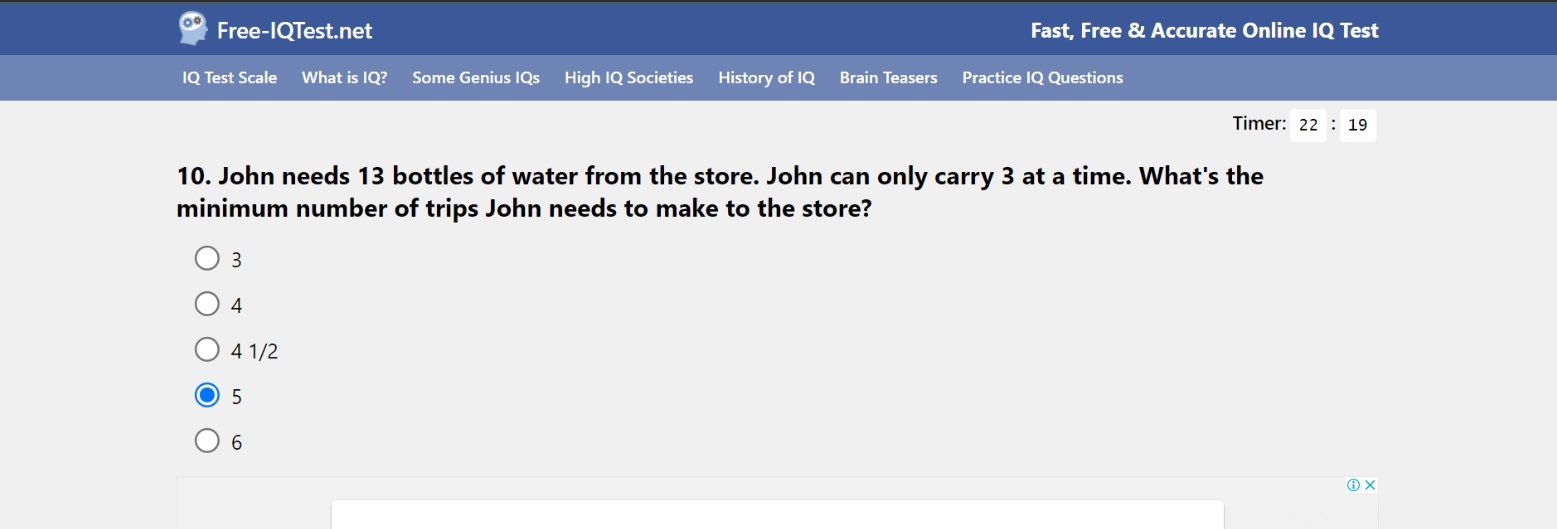 Free-IQTest.net
Fast, Free & Accurate Online IQ Test
IQ Test Scale What is IQ? Some Genius IQs High IQ Societies History of IQ Brain Teasers Practice IQ Questions
Timer: 22 : 19
10. John needs 13 bottles of water from the store. John can only carry 3 at a time. What's the
minimum number of trips John needs to make to the store?
3
4
4 1/2
5
6